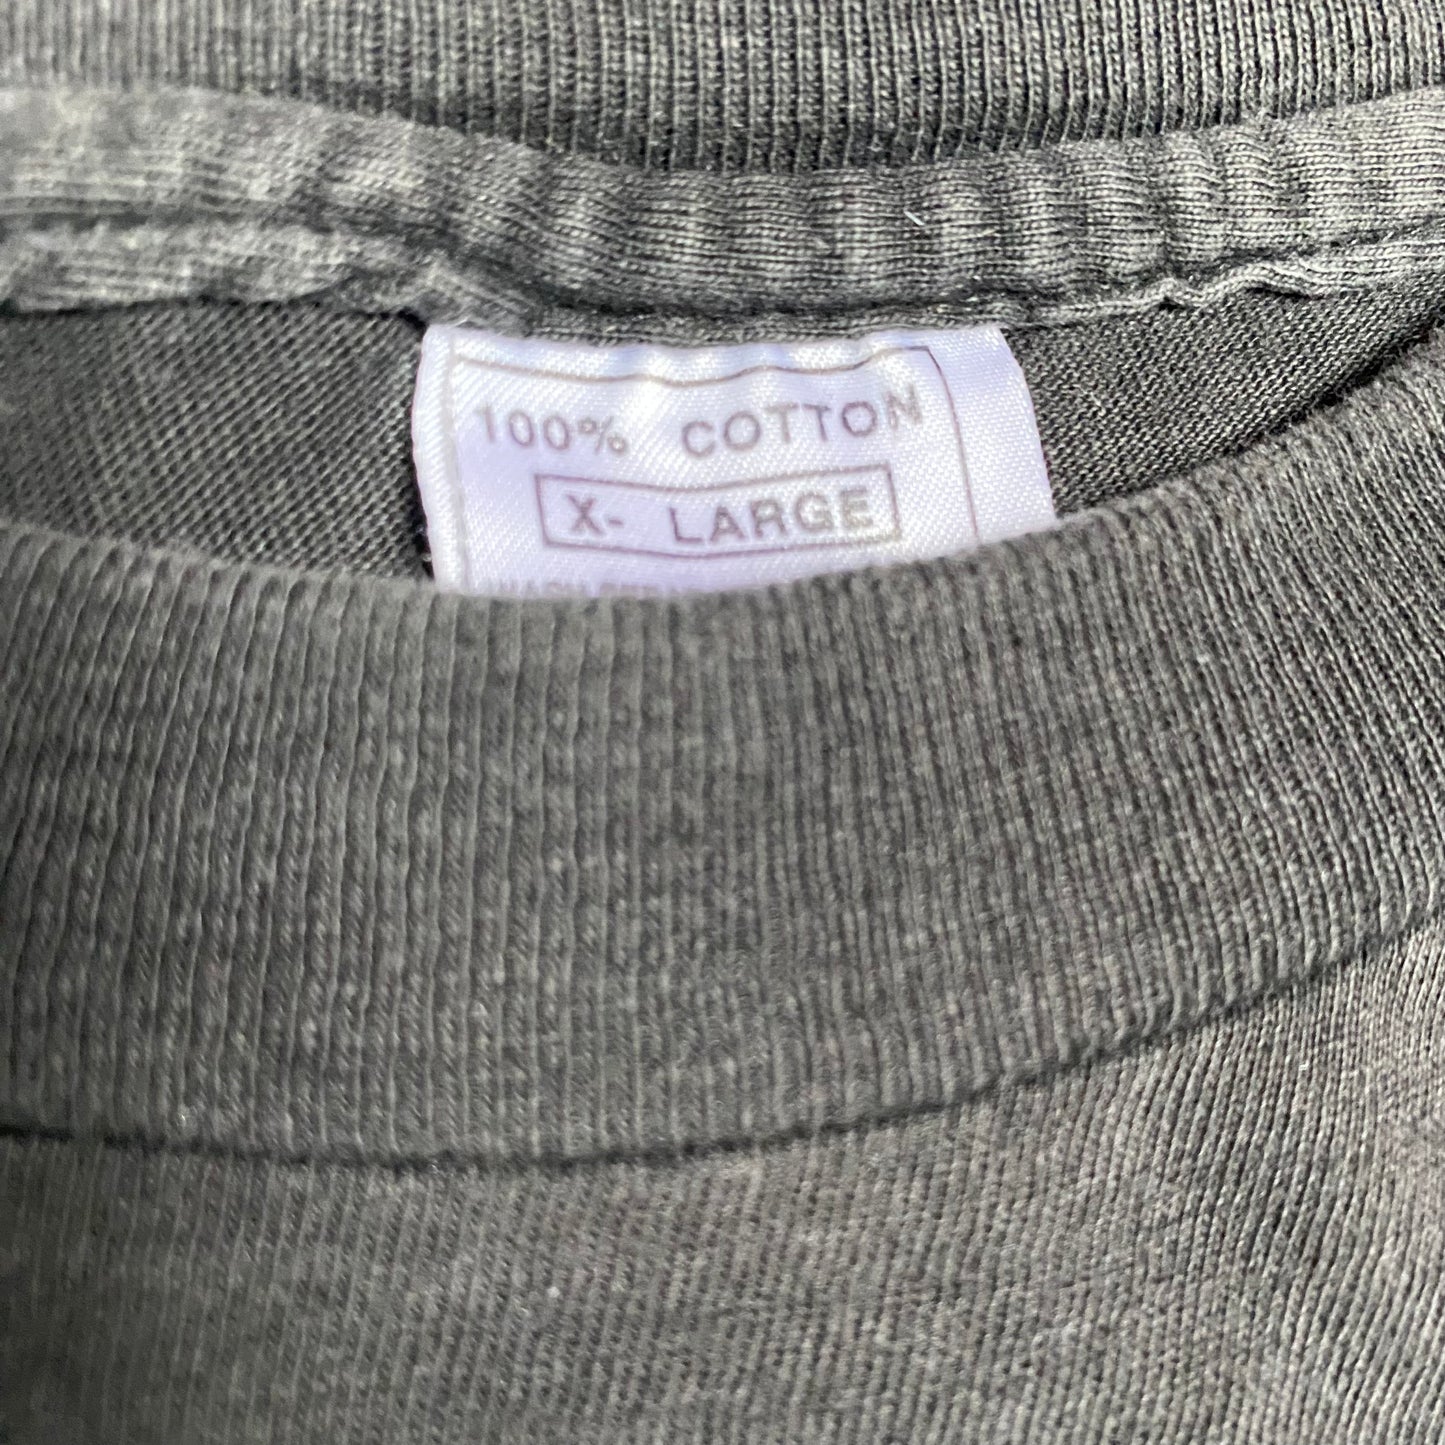 100% COTTON
X- LARGE